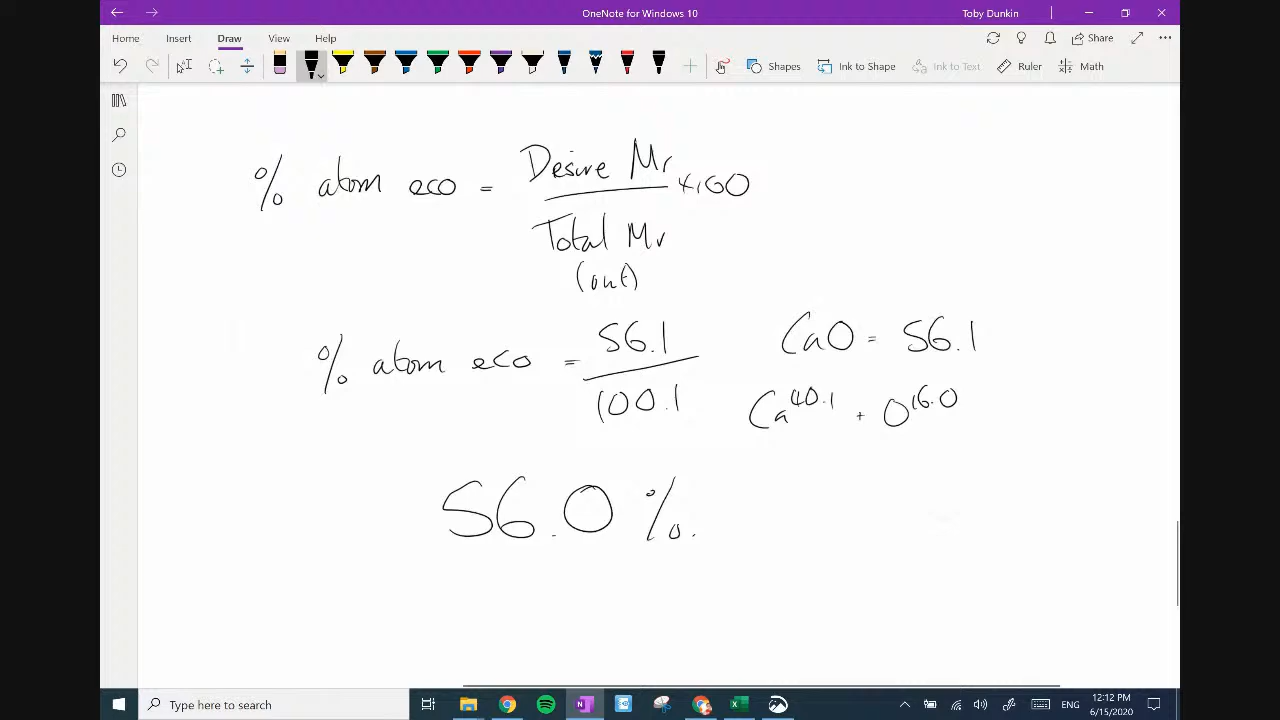 OneNote for Windows 10
Toby Dunkin
Home Insert Draw View Help
Share
Shapes Ink to Shape Ink to Text Ruler Math
% atom eco = Desire Mr x100
Total Mr
(out)
% atom eco = 56.1
100.1
CaO = 56.1
Ca 40.1 + O 16.0
56.0 %.
Type here to search
ENG
12:12 PM
6/15/2020